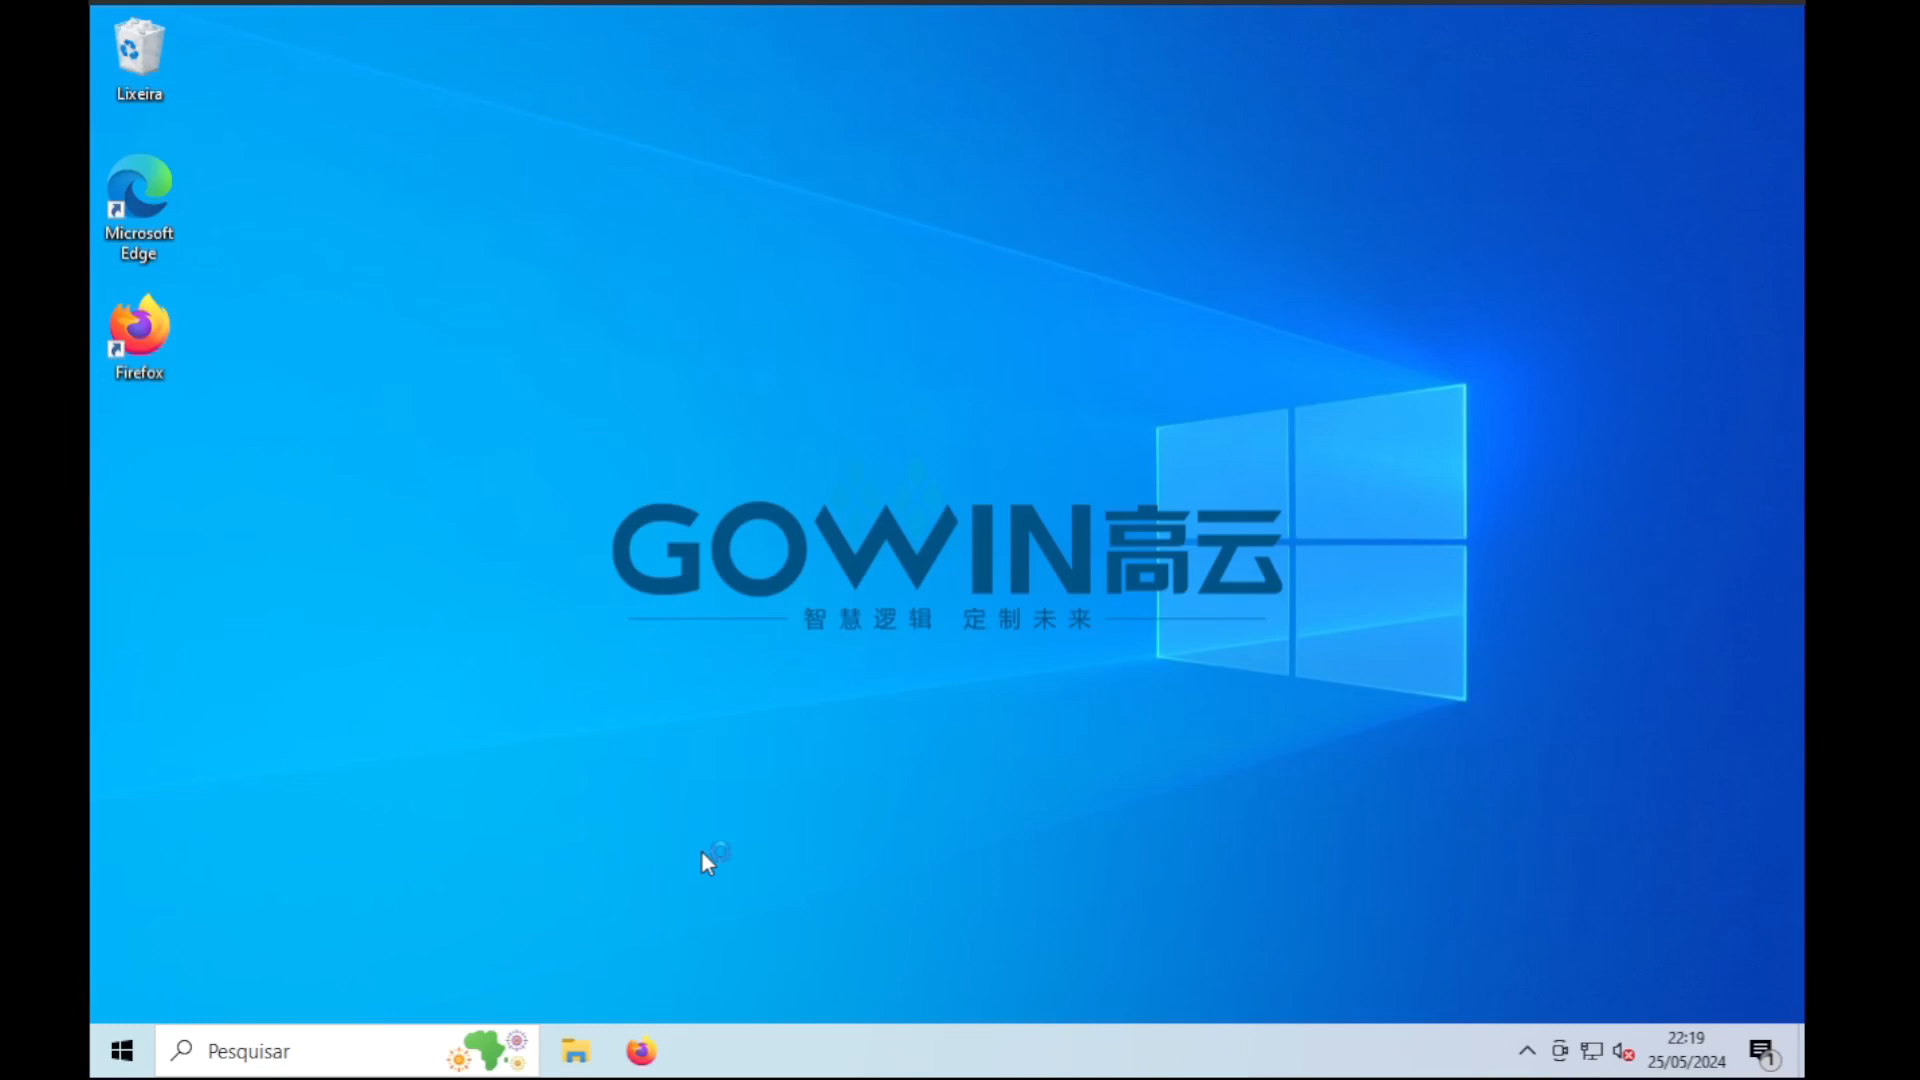 Lixeira
Microsoft
Edge
Firefox
GOWIN高云
智慧逻辑 定制未来
Pesquisar
22:19
25/05/2024
1